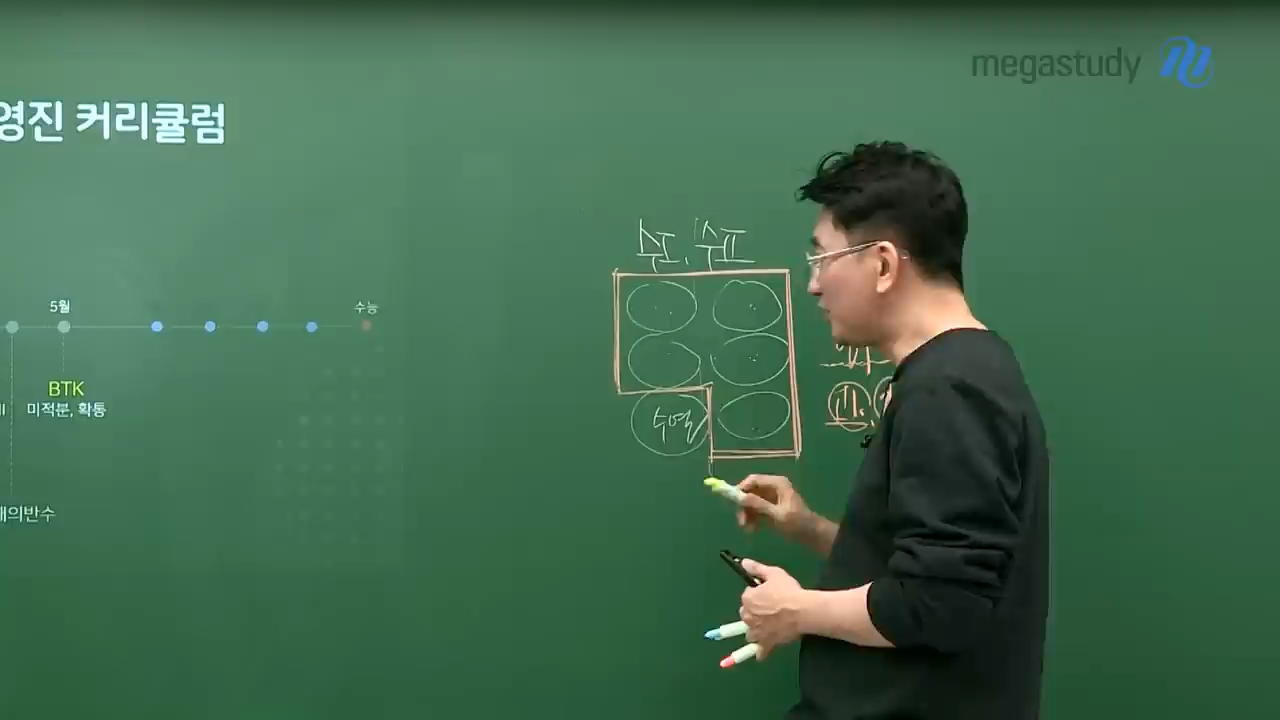 megastudy
영진 커리큘럼
수I, 수II
5월
수능
BTK
미적분, 확통
수열
의반수